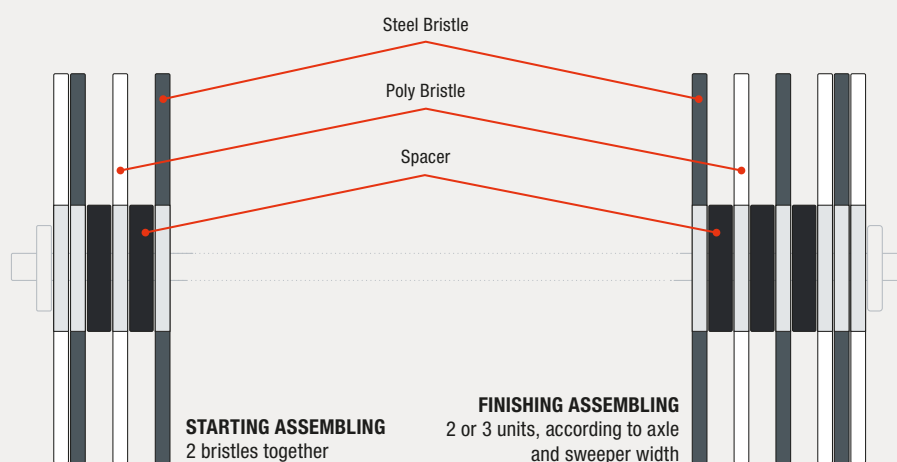 Steel Bristle
Poly Bristle
Spacer
STARTING ASSEMBLING
2 bristles together
FINISHING ASSEMBLING
2 or 3 units, according to axle
and sweeper width